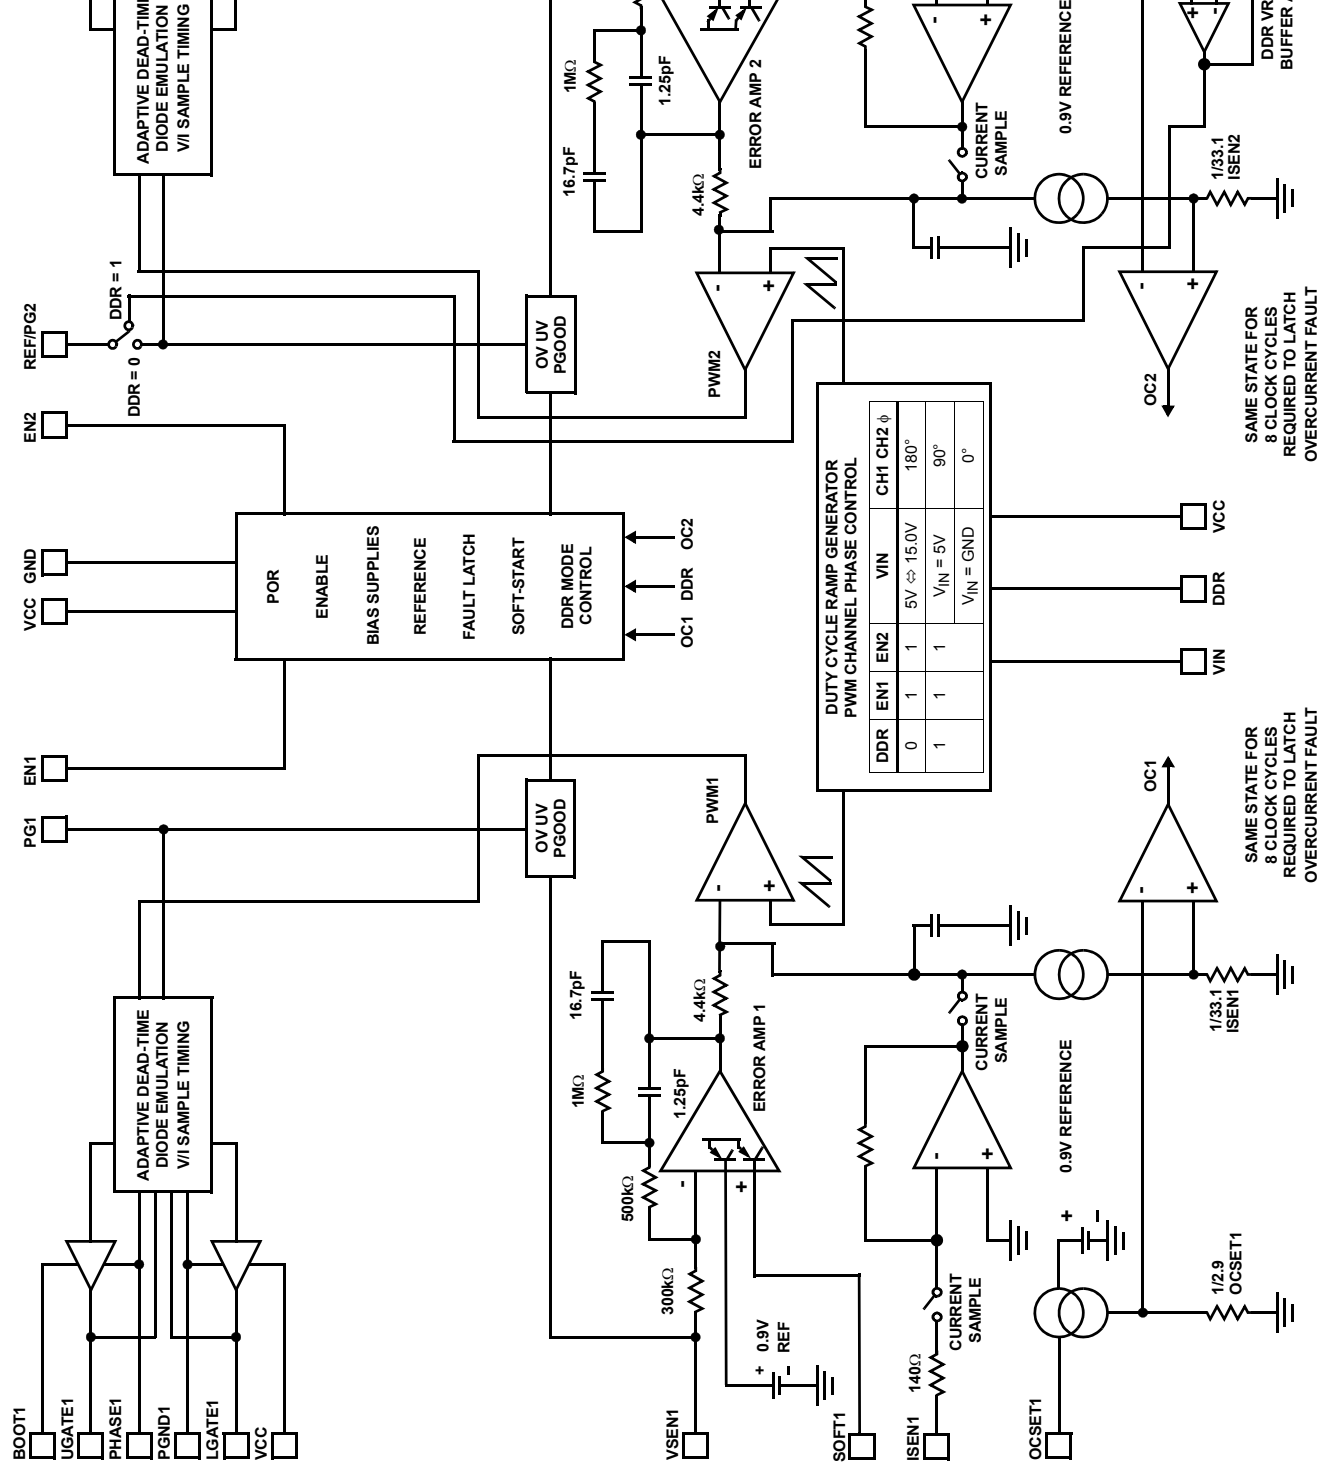 BOOT1
UGATE1
PHASE1
PGND1
LGATE1
VCC
ADAPTIVE DEAD-TIME
DIODE EMULATION
V/I SAMPLE TIMING
PG1
EN1
VCC
GND
EN2
REF/PG2
DDR = 0
DDR = 1
ADAPTIVE DEAD-TIM
DIODE EMULATION
V/I SAMPLE TIMING
POR
ENABLE
BIAS SUPPLIES
REFERENCE
FAULT LATCH
SOFT-START
DDR MODE
CONTROL
OC1
DDR
OC2
OV UV
PGOOD
OV UV
PGOOD
VSEN1
300kΩ
500kΩ
1MΩ
16.7pF
1.25pF
4.4kΩ
ERROR AMP 1
-
+
+
-
0.9V
REF
SOFT1
PWM1
-
+
16.7pF
1MΩ
1.25pF
4.4kΩ
ERROR AMP 2
PWM2
-
+
DUTY CYCLE RAMP GENERATOR
PWM CHANNEL PHASE CONTROL
DDR EN1 EN2 VIN CH1 CH2 ϕ
0 1 1 5V ⇔ 15.0V 180°
1 1 1 VIN = 5V 90°
VIN = GND 0°
ISEN1
140Ω
CURRENT
SAMPLE
-
+
CURRENT
SAMPLE
0.9V REFERENCE
OCSET1
+
-
1/2.9
OCSET1
1/33.1
ISEN1
-
+
OC1
SAME STATE FOR
8 CLOCK CYCLES
REQUIRED TO LATCH
OVERCURRENT FAULT
VIN
DDR
VCC
-
+
CURRENT
SAMPLE
0.9V REFERENCE
1/33.1
ISEN2
-
+
OC2
SAME STATE FOR
8 CLOCK CYCLES
REQUIRED TO LATCH
OVERCURRENT FAULT
+
-
DDR VR
BUFFER